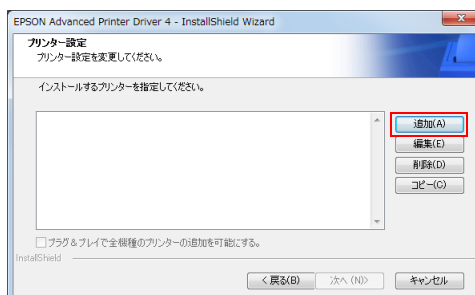 EPSON Advanced Printer Driver 4 - InstallShield Wizard
プリンター設定
プリンター設定を変更してください。
インストールするプリンターを指定してください。
追加(A)
編集(E)
削除(D)
コピー(C)
プラグ＆プレイで全機種のプリンターの追加を可能にする。
InstallShield
< 戻る(B)
次へ (N)>
キャンセル